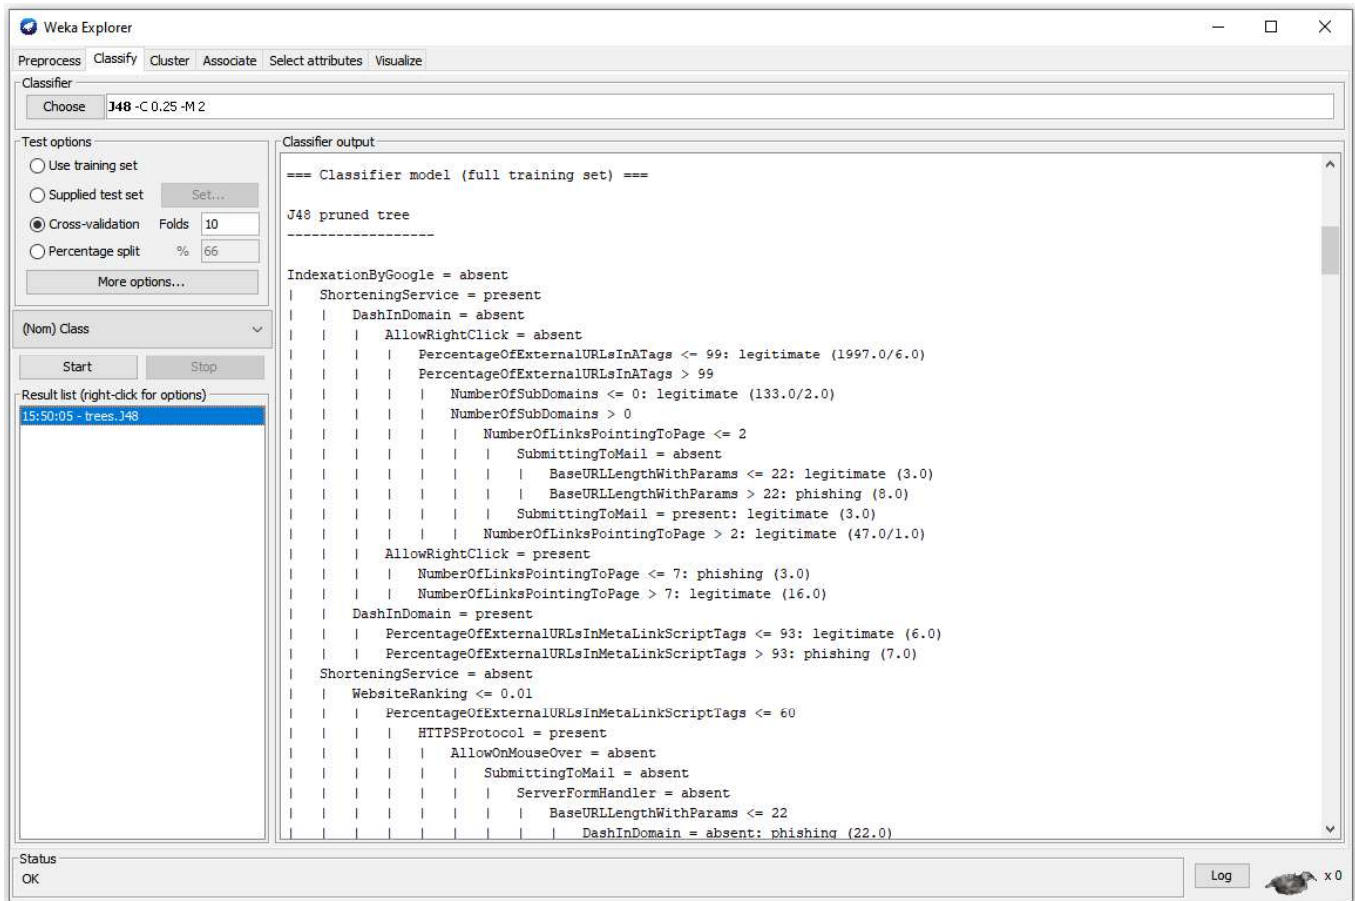 Weka Explorer
Preprocess Classify Cluster Associate Select attributes Visualize
Classifier
Choose J48 -C 0.25 -M 2
Test options
Use training set
Supplied test set Set...
Cross-validation Folds 10
Percentage split % 66
More options...
(Nom) Class
Start Stop
Result list (right-click for options)
15:50:05 - trees.J48
Classifier output
=== Classifier model (full training set) ===
J48 pruned tree
------------------
IndexationByGoogle = absent
|   ShorteningService = present
|   |   DashInDomain = absent
|   |   |   AllowRightClick = absent
|   |   |   |   PercentageOfExternalURLsInATags <= 99: legitimate (1997.0/6.0)
|   |   |   |   PercentageOfExternalURLsInATags > 99
|   |   |   |   |   NumberOfSubDomains <= 0: legitimate (133.0/2.0)
|   |   |   |   |   NumberOfSubDomains > 0
|   |   |   |   |   |   NumberOfLinksPointingToPage <= 2
|   |   |   |   |   |   |   SubmittingToMail = absent
|   |   |   |   |   |   |   |   BaseURLLengthWithParams <= 22: legitimate (3.0)
|   |   |   |   |   |   |   |   BaseURLLengthWithParams > 22: phishing (8.0)
|   |   |   |   |   |   |   SubmittingToMail = present: legitimate (3.0)
|   |   |   |   |   |   NumberOfLinksPointingToPage > 2: legitimate (47.0/1.0)
|   |   |   AllowRightClick = present
|   |   |   |   NumberOfLinksPointingToPage <= 7: phishing (3.0)
|   |   |   |   NumberOfLinksPointingToPage > 7: legitimate (16.0)
|   |   DashInDomain = present
|   |   |   PercentageOfExternalURLsInMetaLinkScriptTags <= 93: legitimate (6.0)
|   |   |   PercentageOfExternalURLsInMetaLinkScriptTags > 93: phishing (7.0)
|   ShorteningService = absent
|   |   WebsiteRanking <= 0.01
|   |   |   PercentageOfExternalURLsInMetaLinkScriptTags <= 60
|   |   |   |   HTTPSProtocol = present
|   |   |   |   |   AllowOnMouseOver = absent
|   |   |   |   |   |   SubmittingToMail = absent
|   |   |   |   |   |   |   ServerFormHandler = absent
|   |   |   |   |   |   |   |   BaseURLLengthWithParams <= 22
|   |   |   |   |   |   |   |   |   DashInDomain = absent: phishing (22.0)
Status
OK
Log
x 0